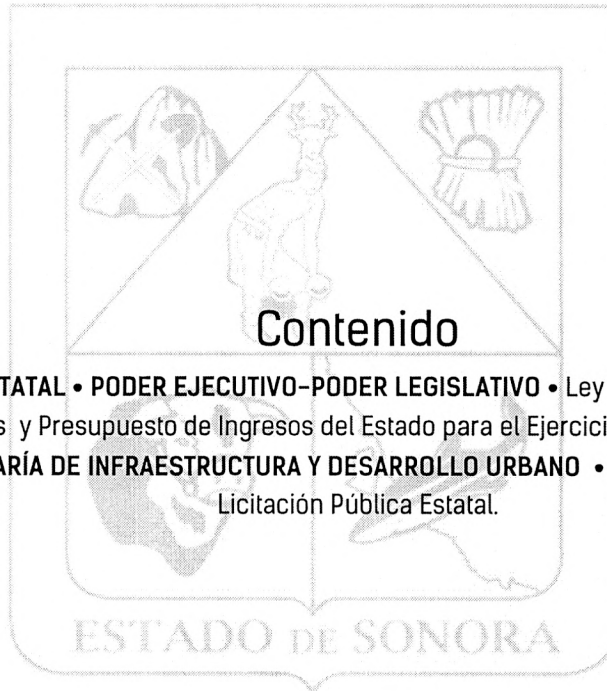 Contenido
TATAL • PODER EJECUTIVO-PODER LEGISLATIVO • Ley
s y Presupuesto de Ingresos del Estado para el Ejercici
ARÍA DE INFRAESTRUCTURA Y DESARROLLO URBANO •
Licitación Pública Estatal.
ESTADO DE SONORA